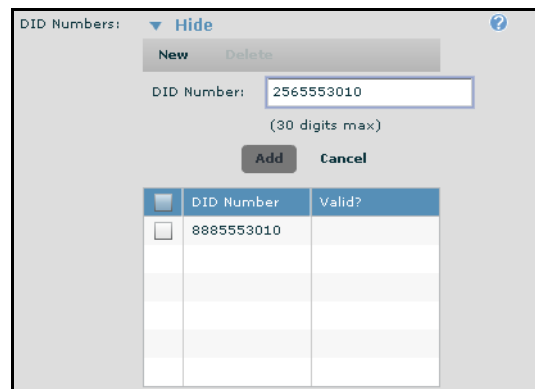 DID Numbers: Hide ?
New Delete
DID Number: 2565553010
(30 digits max)
Add Cancel
DID Number Valid?
8885553010